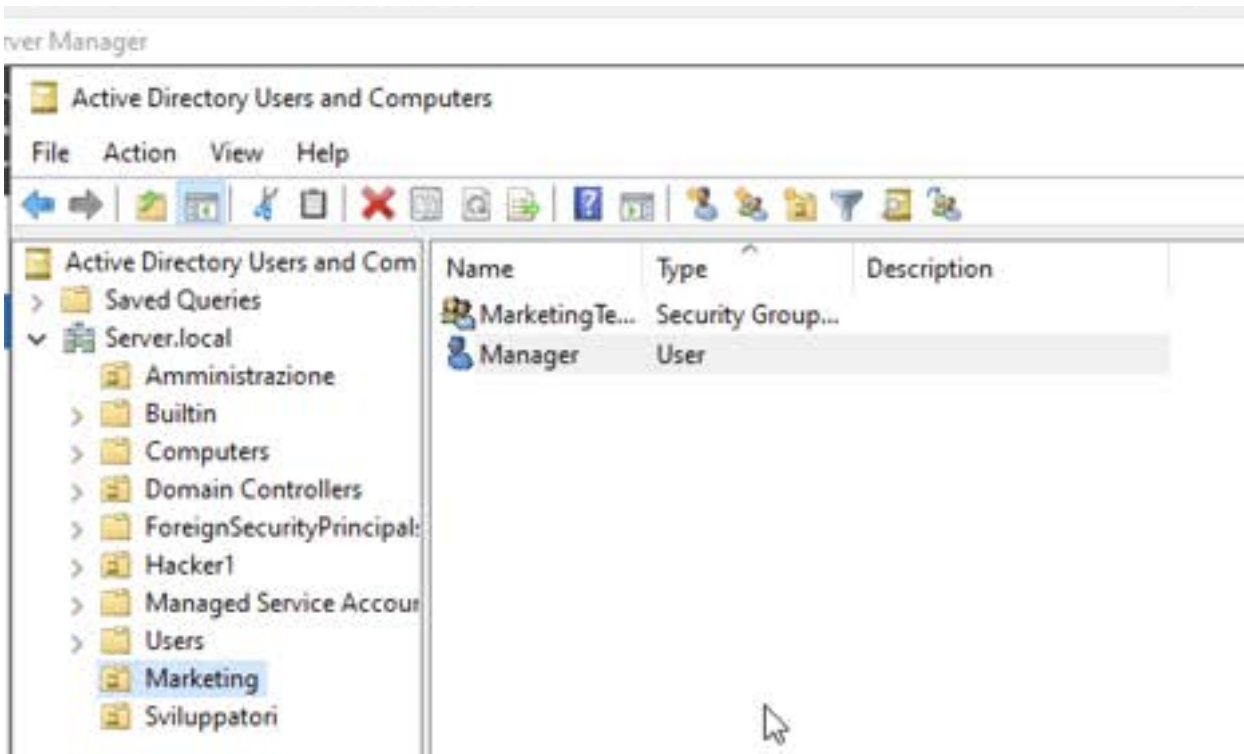 ver Manager
Active Directory Users and Computers
File Action View Help
Active Directory Users and Com
Saved Queries
Server.local
Amministrazione
Builtin
Computers
Domain Controllers
ForeignSecurityPrincipal
Hacker1
Managed Service Accour
Users
Marketing
Sviluppatori
Name Type Description
MarketingTe... Security Group...
Manager User